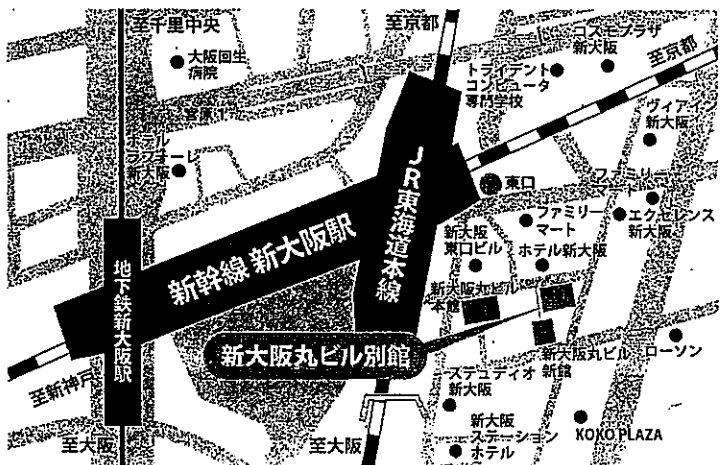 至千里中央
大阪回生
病院
至京都
コスモプラザ
新大阪
至京都
トライデント
コンピュータ
専門学校
ヴィアイン
新大阪
宮原1
ホテル
ラフォーレ
新大阪
東口
ファミリー
マート
ファミリー
マート
エクセレンス
新大阪
JR東海道本線
新幹線 新大阪駅
地下鉄新大阪駅
新大阪
東口ビル
ホテル新大阪
新大阪丸ビル
本館
新大阪丸ビル別館
新大阪丸ビル
新館
ローソン
至新神戸
ステュディオ
新大阪
新大阪
ステーション
ホテル
KOKO PLAZA
至大阪
至大阪